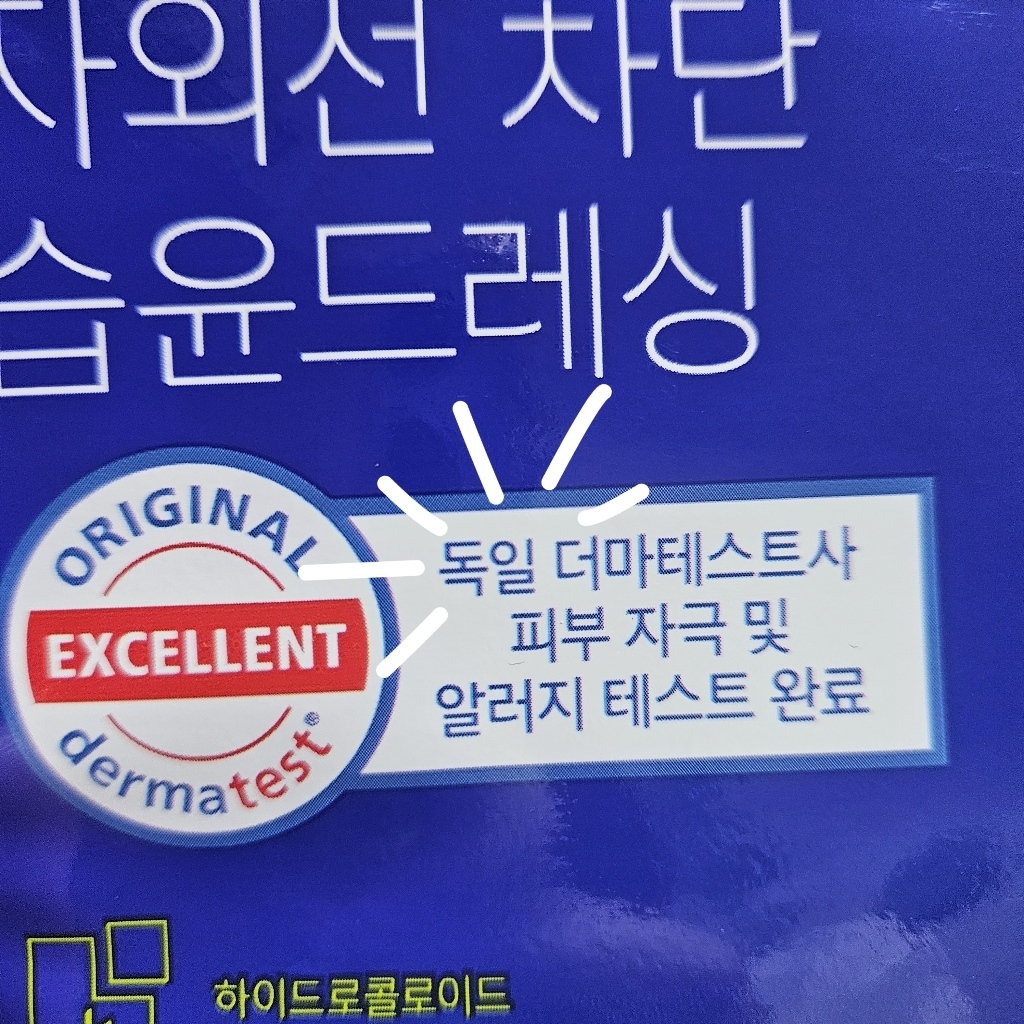 자외선 차단
습윤드레싱
ORIGINAL
EXCELLENT
dermatest®
독일 더마테스트사
피부 자극 및
알러지 테스트 완료
하이드로콜로이드